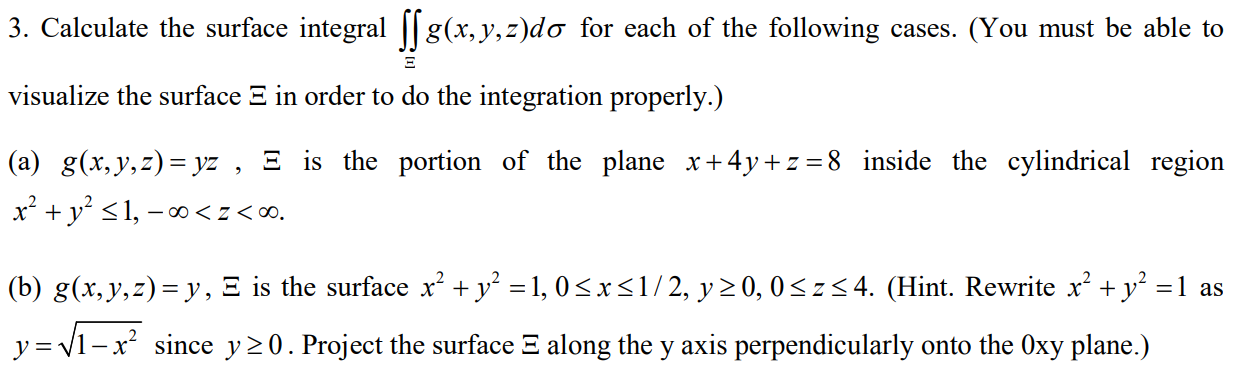 3. Calculate the surface integral ∬_Ξ g(x, y, z)dσ for each of the following cases. (You must be able to
visualize the surface Ξ in order to do the integration properly.)
(a) g(x, y, z) = yz , Ξ is the portion of the plane x + 4y + z = 8 inside the cylindrical region
x² + y² ≤ 1, − ∞ < z < ∞.
(b) g(x, y, z) = y, Ξ is the surface x² + y² = 1, 0 ≤ x ≤ 1/ 2, y ≥ 0, 0 ≤ z ≤ 4. (Hint. Rewrite x² + y² = 1 as
y = √(1 − x²) since y ≥ 0. Project the surface Ξ along the y axis perpendicularly onto the 0xy plane.)